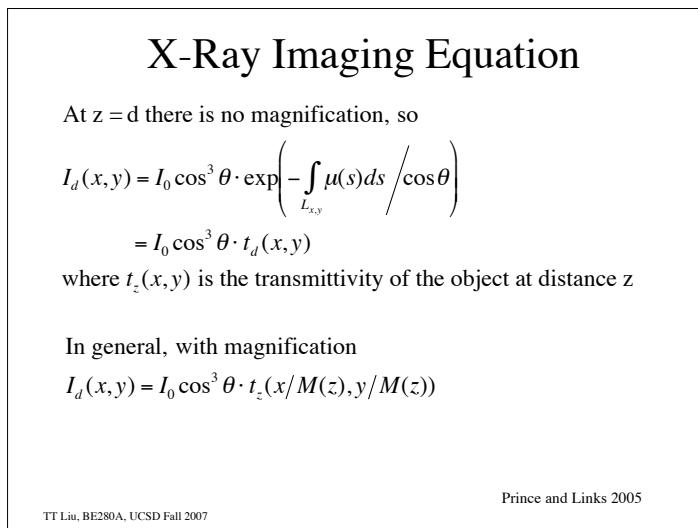 X-Ray Imaging Equation
At z = d there is no magnification, so
I_d(x,y) = I_0 cos^3 θ · exp(−∫_{L_{x,y}} μ(s)ds / cosθ)
= I_0 cos^3 θ · t_d(x,y)
where t_z(x,y) is the transmittivity of the object at distance z
In general, with magnification
I_d(x,y) = I_0 cos^3 θ · t_z(x/M(z), y/M(z))
Prince and Links 2005
TT Liu, BE280A, UCSD Fall 2007